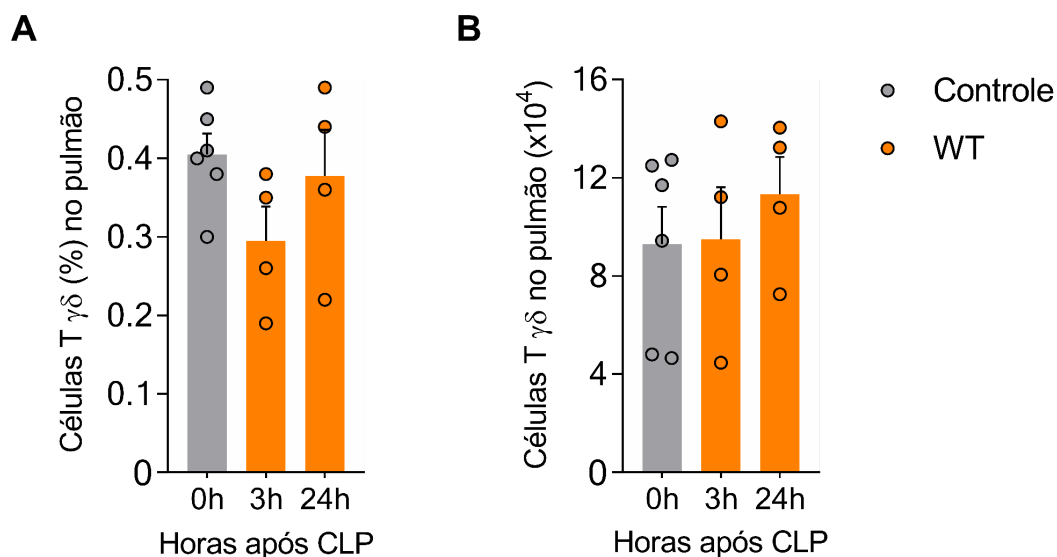 A
Células T γδ (%) no pulmão
0.5
0.4
0.3
0.2
0.1
0
0h 3h 24h
Horas após CLP
B
Células T γδ no pulmão (x10⁴)
16
12
8
4
0
0h 3h 24h
Horas após CLP
Controle
WT